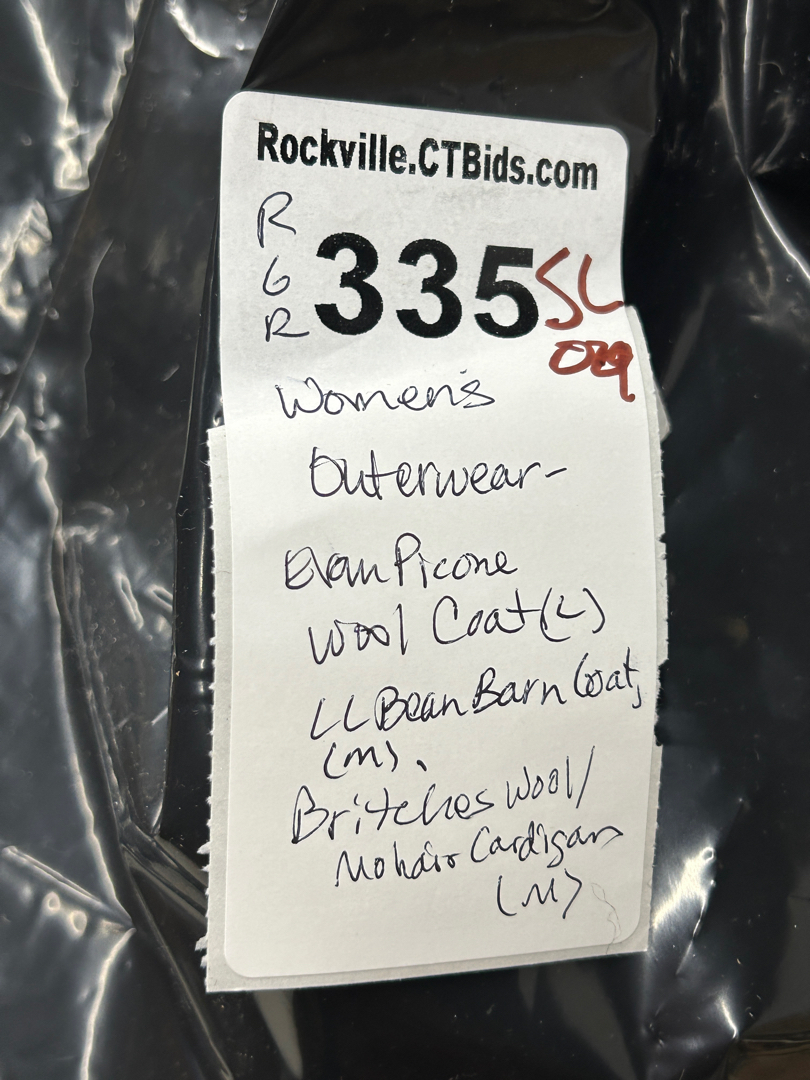 Rockville.CTBids.com
R
G
R
335
SL
029
Women's
Outerwear-
Evan Picone
Wool Coat (L)
LL Bean Barn Coat,
(M).
Britches Wool/
Mohair Cardigan
(M)